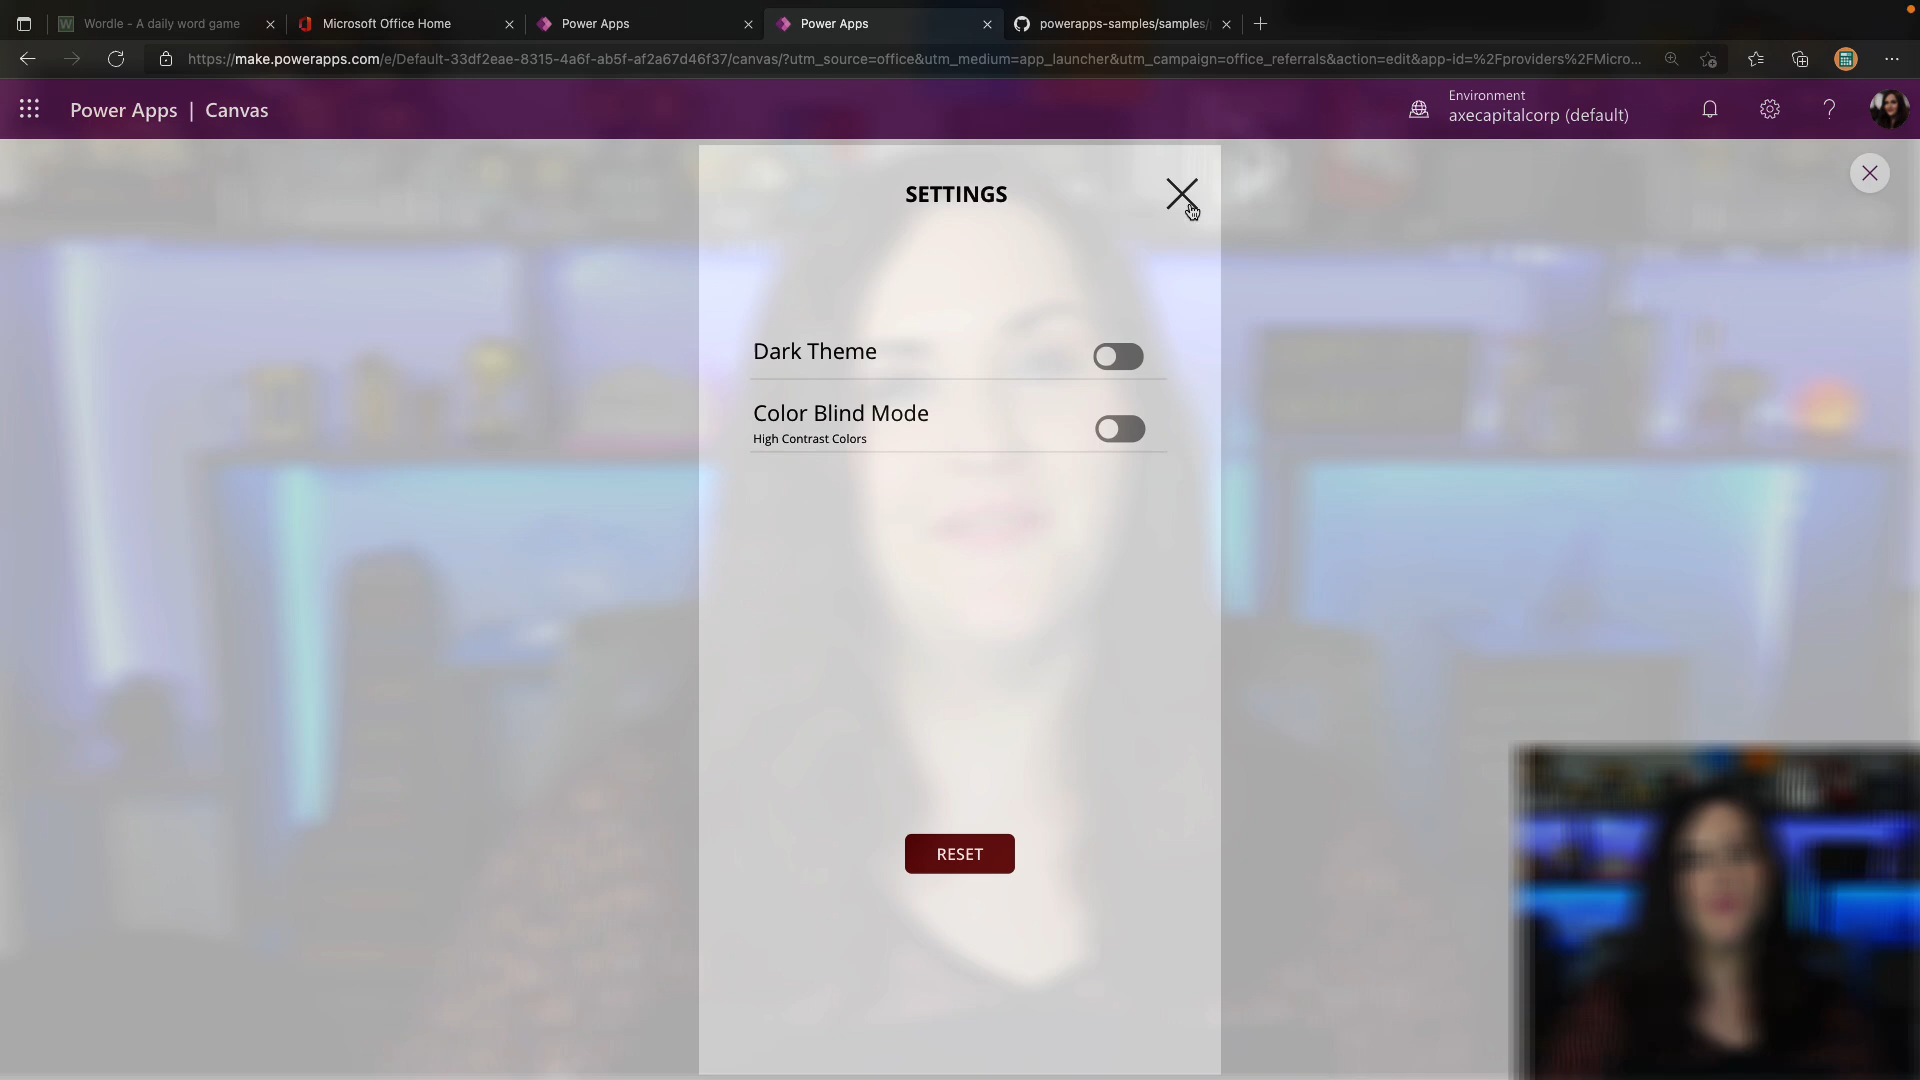 Wordle - A daily word game
Microsoft Office Home
Power Apps
Power Apps
powerapps-samples/samples/
https://make.powerapps.com/e/Default-33df2eae-8315-4a6f-ab5f-af2a67d46f37/canvas/?utm_source=office&utm_medium=app_launcher&utm_campaign=office_referrals&action=edit&app-id=%2Fproviders%2FMicro...
Power Apps | Canvas
Environment
axecapitalcorp (default)
SETTINGS
Dark Theme
Color Blind Mode
High Contrast Colors
RESET